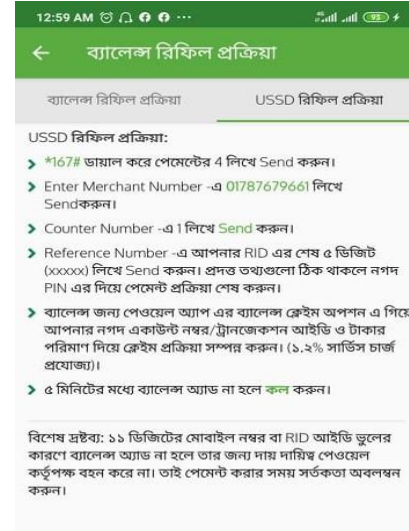 12:59 AM
95
ব্যালেন্স রিফিল প্রক্রিয়া
ব্যালেন্স রিফিল প্রক্রিয়া USSD রিফিল প্রক্রিয়া
USSD রিফিল প্রক্রিয়া:
*167# ডায়াল করে পেমেন্টের 4 লিখে Send করুন।
Enter Merchant Number -এ 01787679661 লিখে
Sendকরুন।
Counter Number -এ 1 লিখে Send করুন।
Reference Number -এ আপনার RID এর শেষ ৫ ডিজিট
(xxxxx) লিখে Send করুন। প্রদত্ত তথ্যগুলো ঠিক থাকলে নগদ
PIN এর দিয়ে পেমেন্ট প্রক্রিয়া শেষ করুন।
ব্যালেন্স জন্য পেওয়েল অ্যাপ এর ব্যালেন্স ক্লেইম অপশন এ গিয়ে
আপনার নগদ একাউন্ট নম্বর/ট্রানজেকশন আইডি ও টাকার
পরিমাণ দিয়ে ক্লেইম প্রক্রিয়া সম্পন্ন করুন। (১.২% সার্ভিস চার্জ
প্রযোজ্য)।
৫ মিনিটের মধ্যে ব্যালেন্স অ্যাড না হলে কল করুন।
বিশেষ দ্রষ্টব্য: ১১ ডিজিটের মোবাইল নম্বর বা RID আইডি ভুলের
কারণে ব্যালেন্স অ্যাড না হলে তার জন্য দায় দায়িত্ব পেওয়েল
কর্তৃপক্ষ বহন করে না। তাই পেমেন্ট করার সময় সর্তকতা অবলম্বন
করুন।